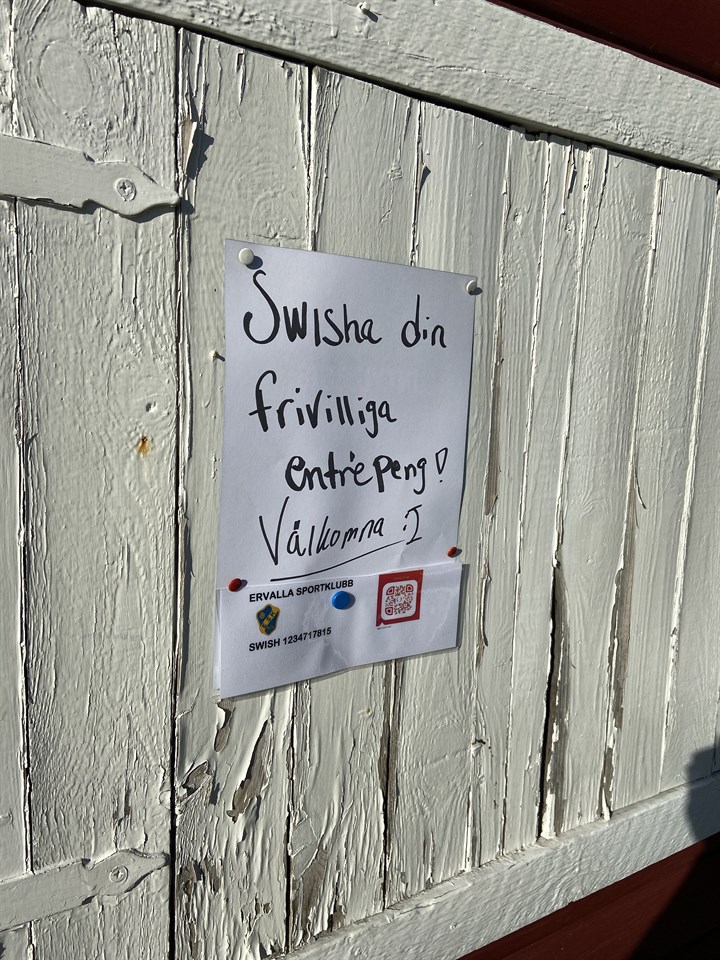 Swisha din
frivilliga
entrépeng!
Välkomna :I
ERVALLA SPORTKLUBB
SWISH 1234717815